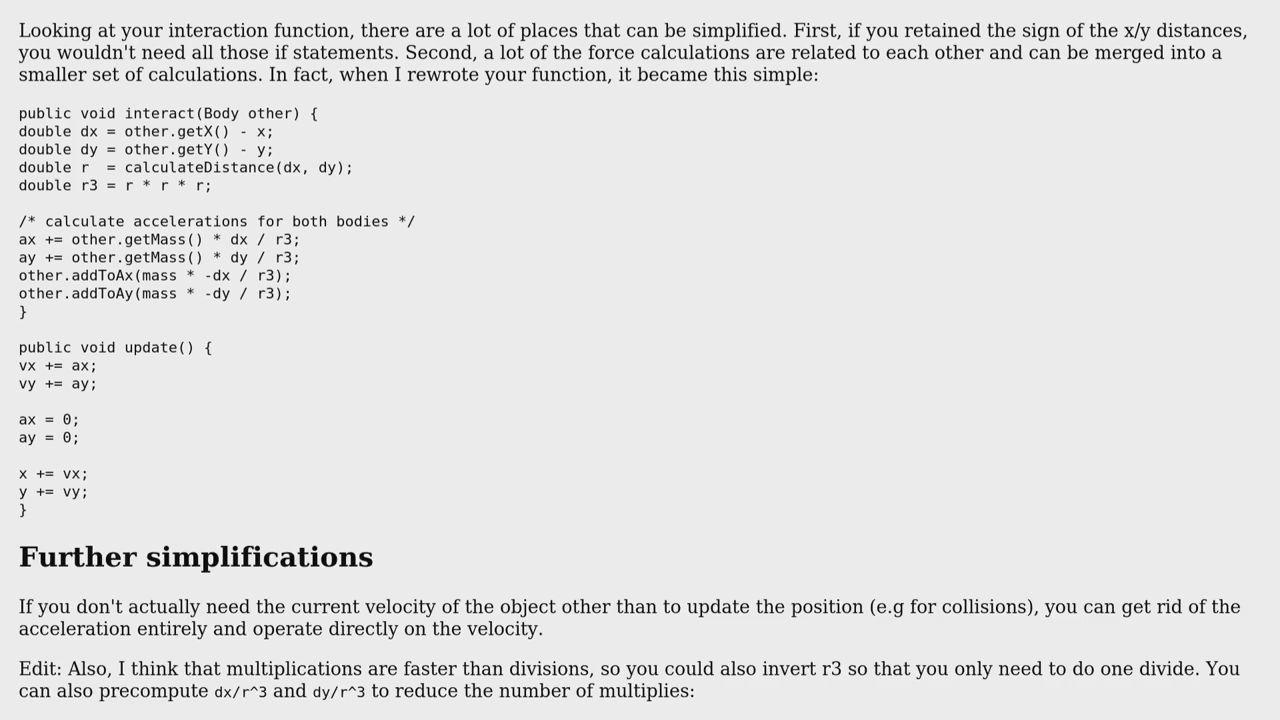 Looking at your interaction function, there are a lot of places that can be simplified. First, if you retained the sign of the x/y distances,
you wouldn't need all those if statements. Second, a lot of the force calculations are related to each other and can be merged into a
smaller set of calculations. In fact, when I rewrote your function, it became this simple:
public void interact(Body other) {
double dx = other.getX() - x;
double dy = other.getY() - y;
double r  = calculateDistance(dx, dy);
double r3 = r * r * r;
/* calculate accelerations for both bodies */
ax += other.getMass() * dx / r3;
ay += other.getMass() * dy / r3;
other.addToAx(mass * -dx / r3);
other.addToAy(mass * -dy / r3);
}
public void update() {
vx += ax;
vy += ay;
ax = 0;
ay = 0;
x += vx;
y += vy;
}
Further simplifications
If you don't actually need the current velocity of the object other than to update the position (e.g for collisions), you can get rid of the
acceleration entirely and operate directly on the velocity.
Edit: Also, I think that multiplications are faster than divisions, so you could also invert r3 so that you only need to do one divide. You
can also precompute dx/r^3 and dy/r^3 to reduce the number of multiplies: